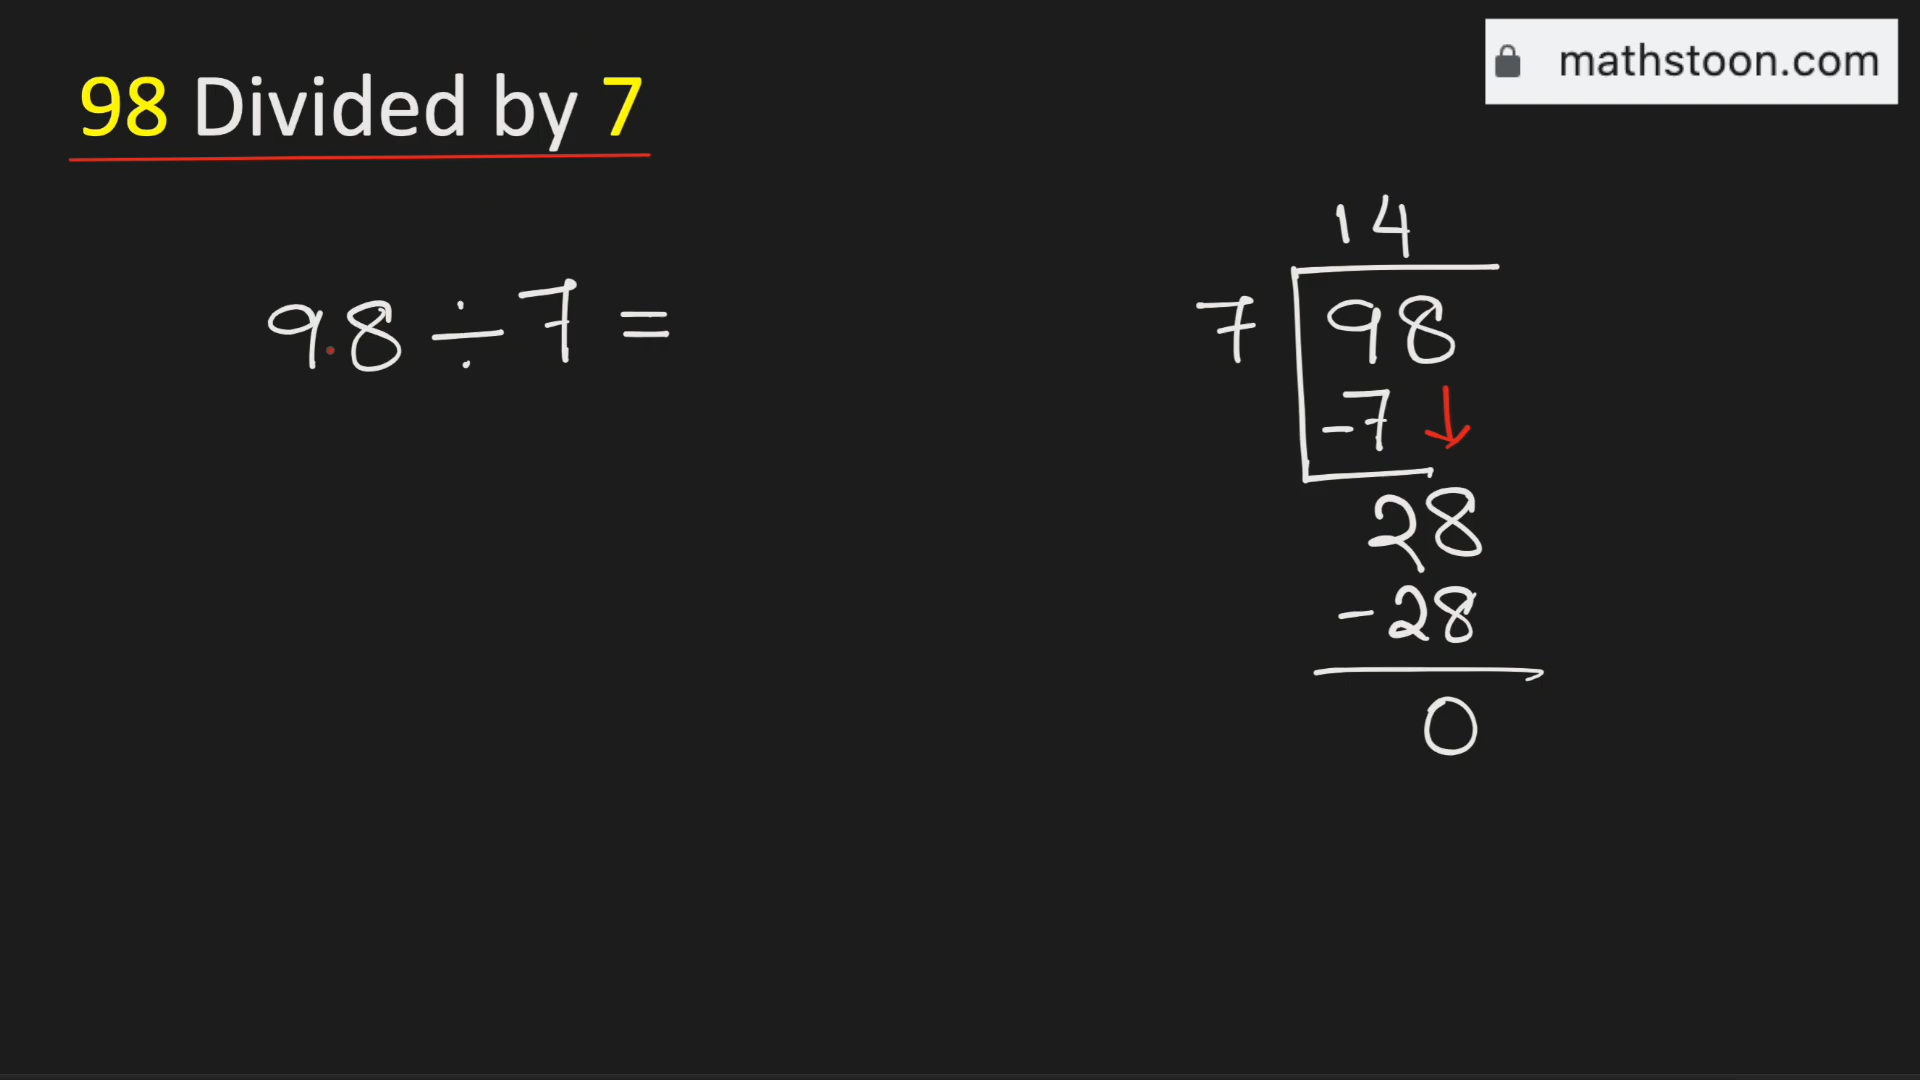 mathstoon.com
98 Divided by 7
98 ÷ 7 =
14
7 98
-7
28
-28
0